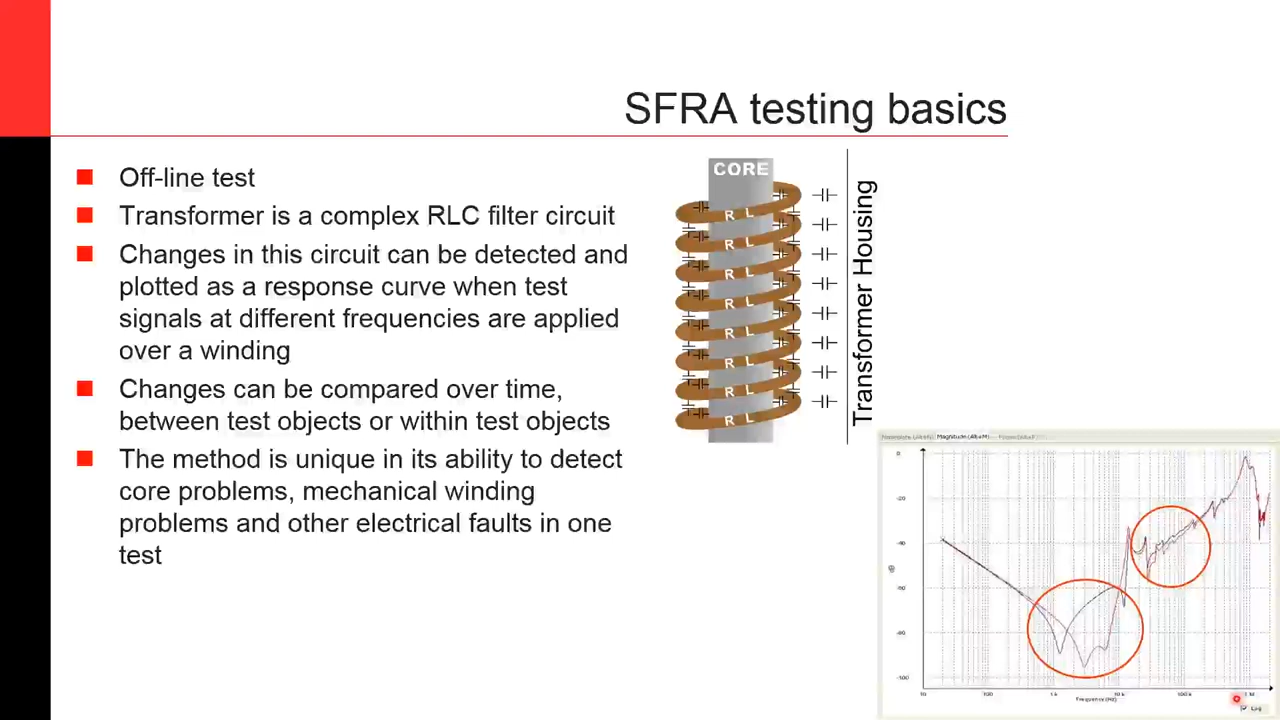 SFRA testing basics
Off-line test
Transformer is a complex RLC filter circuit
Changes in this circuit can be detected and
plotted as a response curve when test
signals at different frequencies are applied
over a winding
Changes can be compared over time,
between test objects or within test objects
The method is unique in its ability to detect
core problems, mechanical winding
problems and other electrical faults in one
test
CORE
R L
R L
R L
R L
R L
R L
R L
R L
Transformer Housing
0
-20
-40
-60
-80
-100
dB
10 100 1 k 10 k 100 k 1 M
Frequency (Hz)
Log